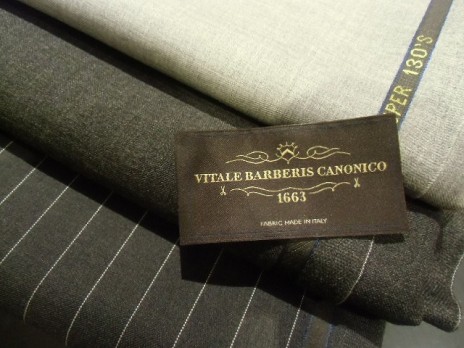 PER 130'S
VITALE BARBERIS CANONICO
1663
FABRIC MADE IN ITALY